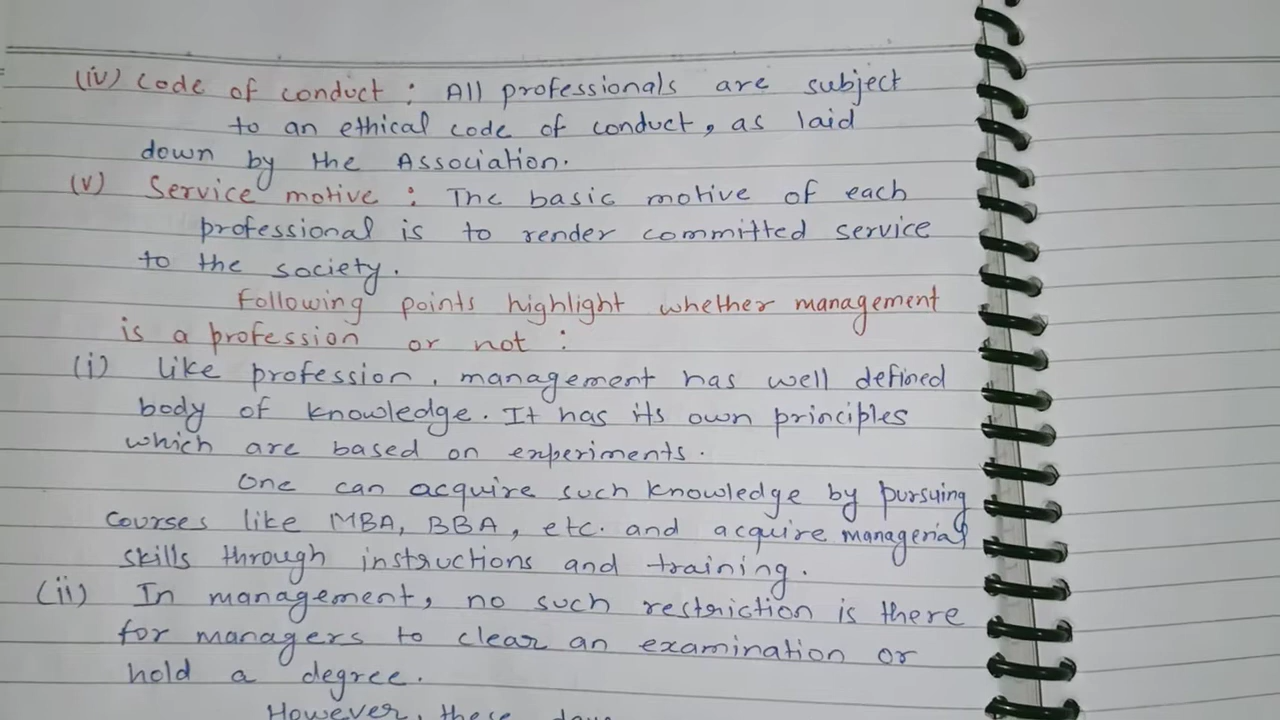 (iv) Code of conduct : All professionals are subject
to an ethical code of conduct, as laid
down by the Association.
(v) Service motive : The basic motive of each
professional is to render committed service
to the society.
Following points highlight whether management
is a profession or not :
(i) Like profession, management has well defined
body of knowledge. It has its own principles
which are based on experiments.
One can acquire such knowledge by pursuing
courses like MBA, BBA, etc. and acquire managerial
skills through instructions and training.
(ii) In management, no such restriction is there
for managers to clear an examination or
hold a degree.
However, these days